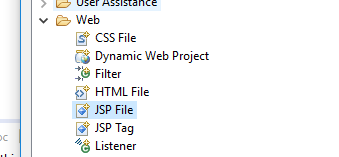 User Assistance
Web
CSS File
Dynamic Web Project
Filter
HTML File
JSP File
JSP Tag
Listener